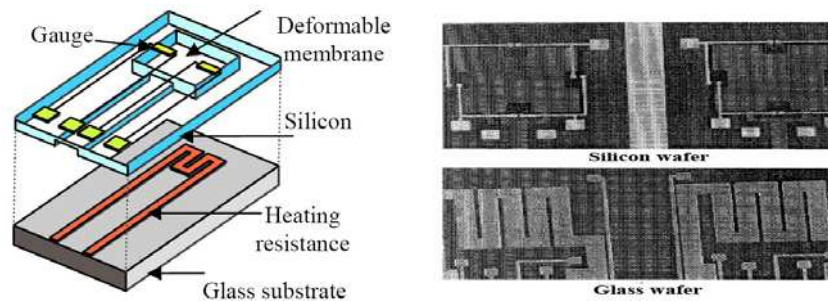 Gauge
Deformable
membrane
Silicon
Heating
resistance
Glass substrate
Silicon wafer
Glass wafer